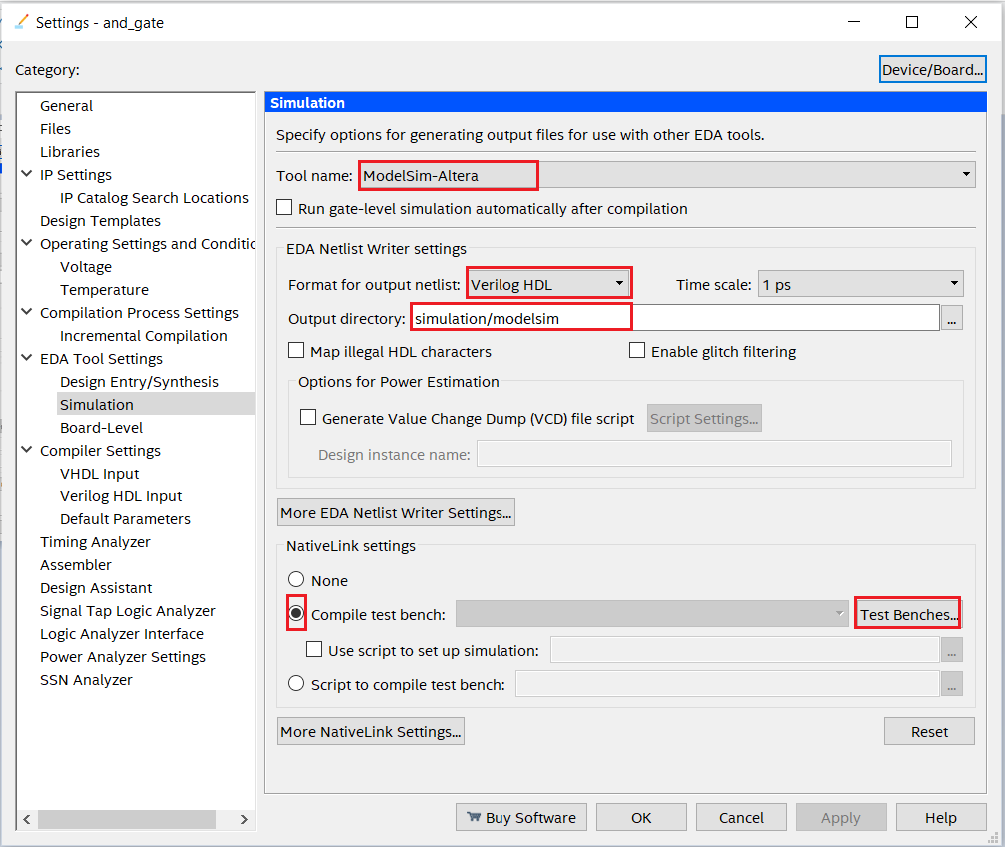 Settings - and_gate
Category:
Device/Board...
General
Files
Libraries
IP Settings
IP Catalog Search Locations
Design Templates
Operating Settings and Conditic
Voltage
Temperature
Compilation Process Settings
Incremental Compilation
EDA Tool Settings
Design Entry/Synthesis
Simulation
Board-Level
Compiler Settings
VHDL Input
Verilog HDL Input
Default Parameters
Timing Analyzer
Assembler
Design Assistant
Signal Tap Logic Analyzer
Logic Analyzer Interface
Power Analyzer Settings
SSN Analyzer
Simulation
Specify options for generating output files for use with other EDA tools.
Tool name: ModelSim-Altera
Run gate-level simulation automatically after compilation
EDA Netlist Writer settings
Format for output netlist: Verilog HDL Time scale: 1 ps
Output directory: simulation/modelsim ...
Map illegal HDL characters Enable glitch filtering
Options for Power Estimation
Generate Value Change Dump (VCD) file script Script Settings...
Design instance name:
More EDA Netlist Writer Settings...
NativeLink settings
None
Compile test bench: Test Benches...
Use script to set up simulation: ...
Script to compile test bench: ...
More NativeLink Settings... Reset
Buy Software OK Cancel Apply Help